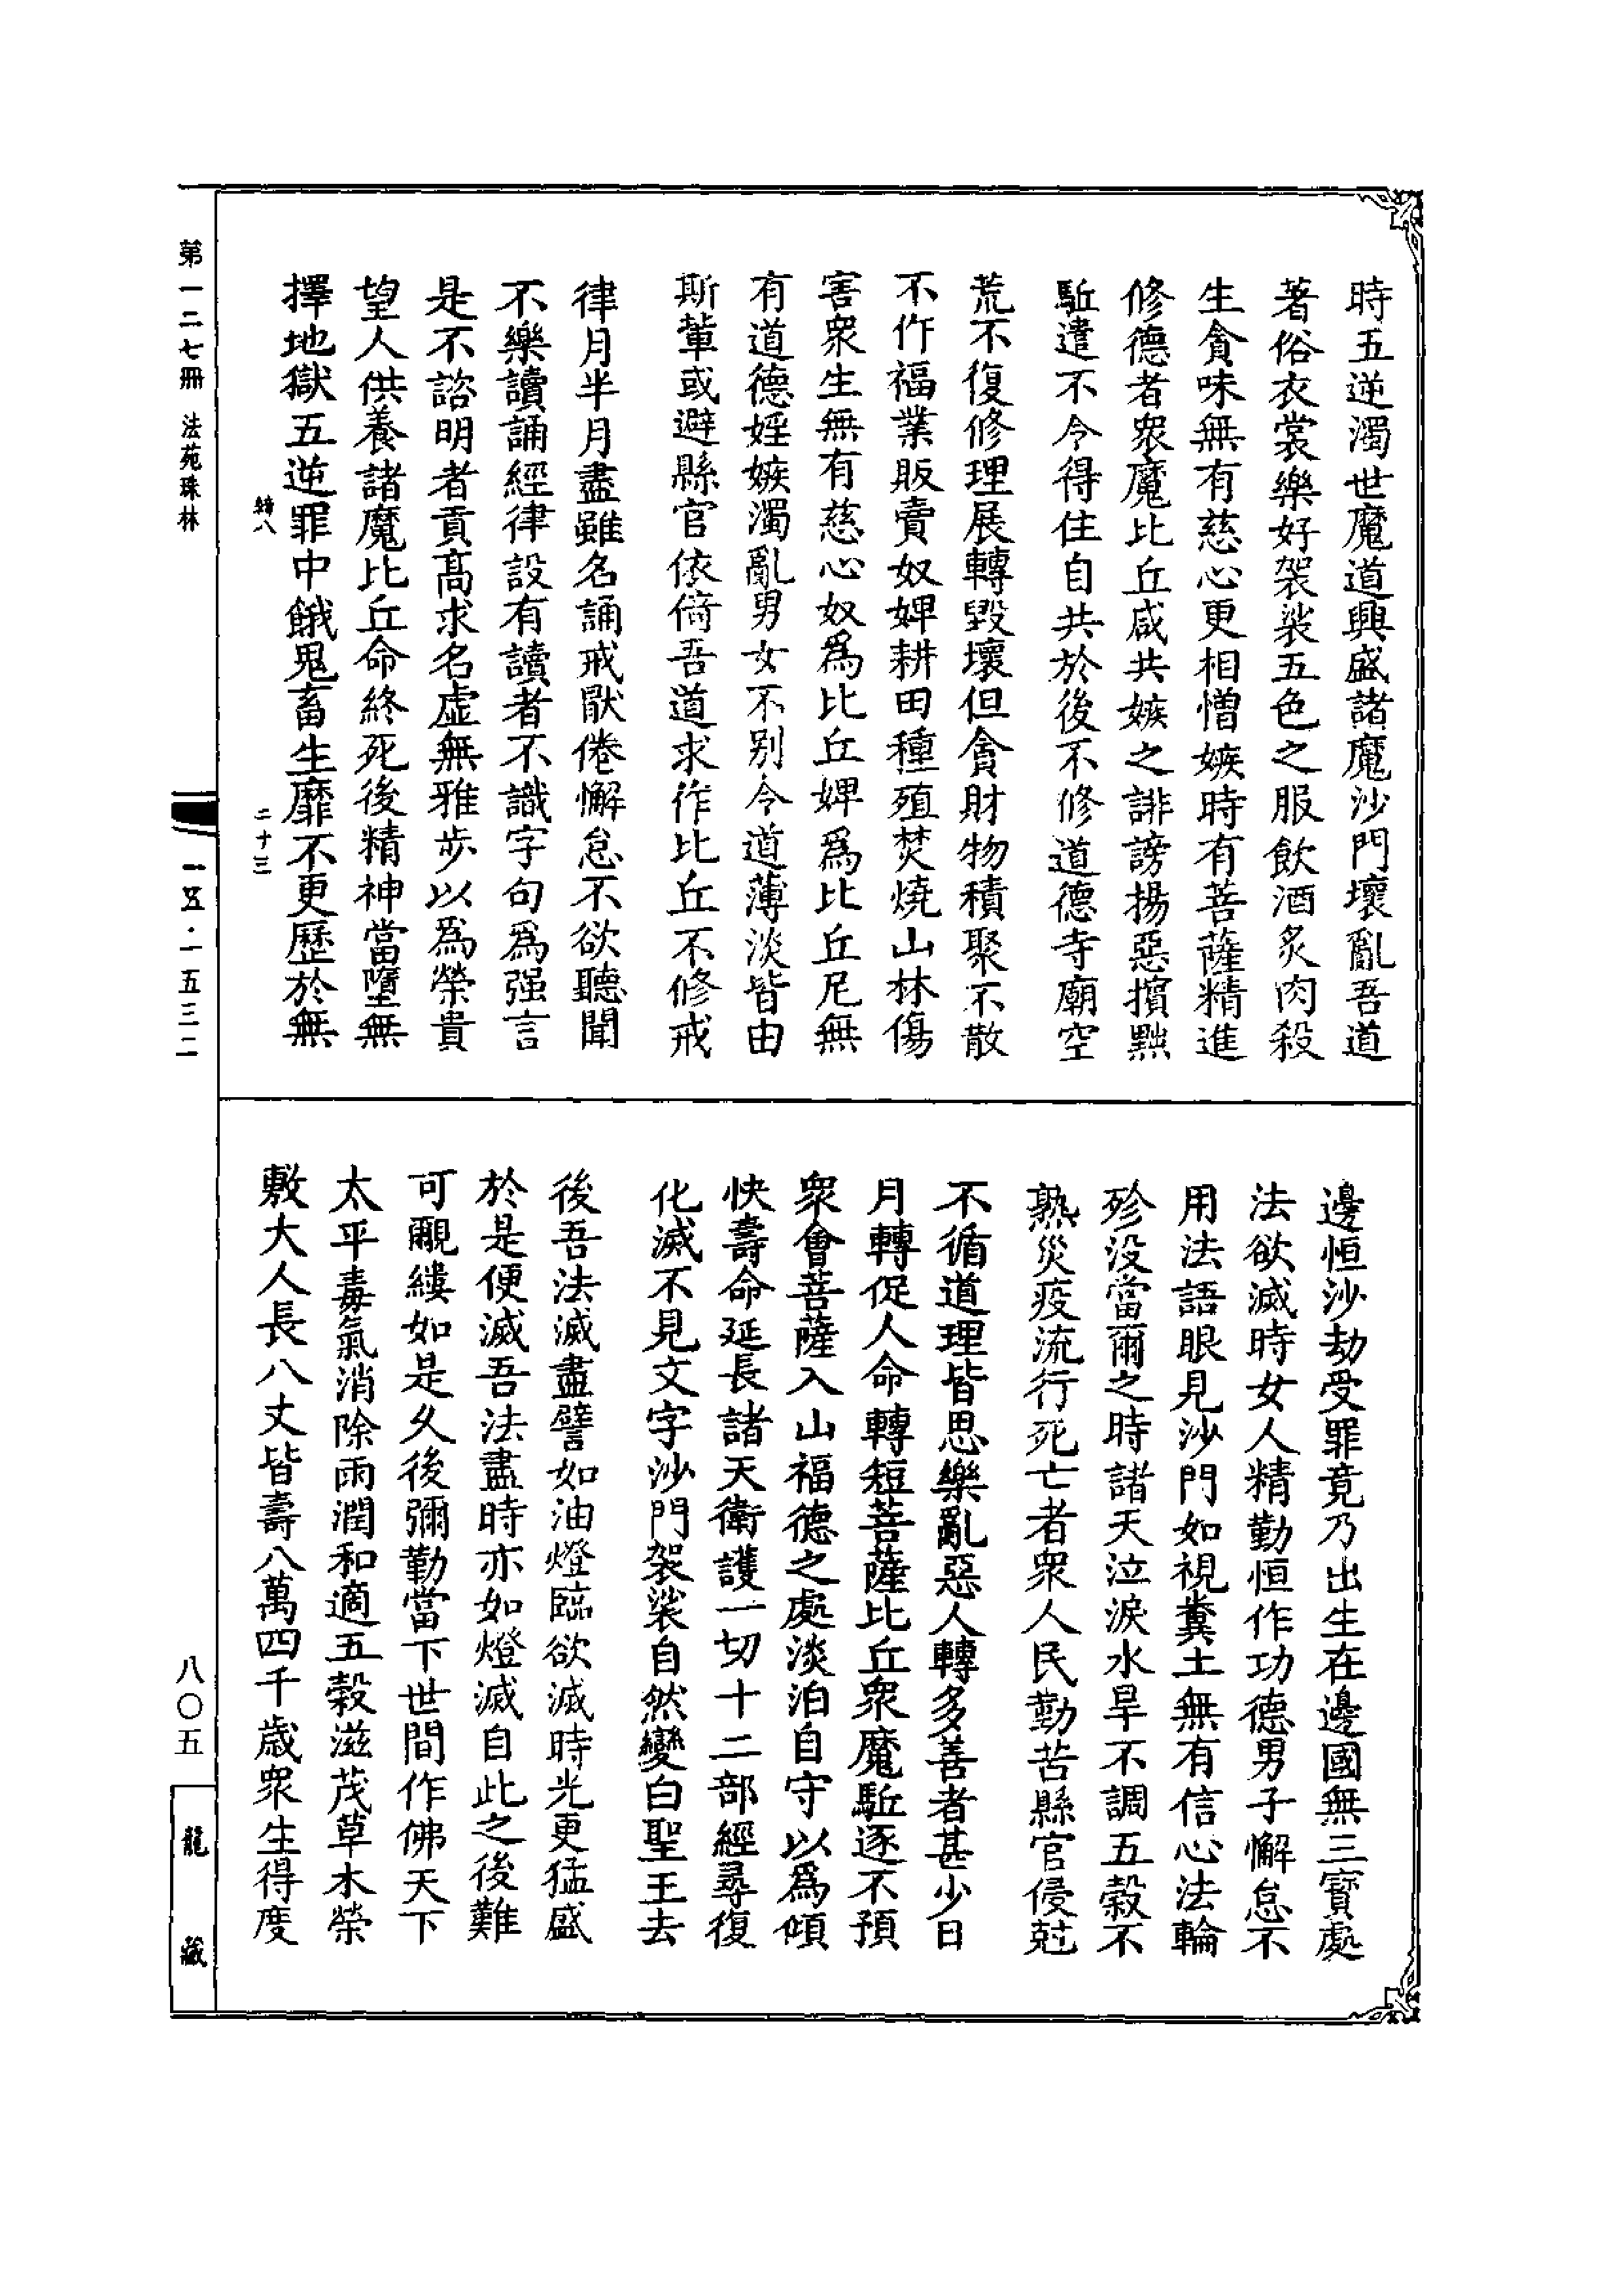 時五逆濁世魔道興盛諸魔沙門壞亂吾道
著俗衣裳樂好袈裟五色之服飲酒炙肉殺
生貪味無有慈心更相憎嫉時有菩薩精進
修德者衆魔比丘咸共嫉之誹謗揚惡擯黜
駈遣不令得住自共於後不修道德寺廟空
荒不復修理展轉毀壞但貪財物積聚不散
不作福業販賣奴婢耕田種殖焚燒山林傷
害衆生無有慈心奴爲比丘婢爲比丘尼無
有道德婬嫉濁亂男女不别令道薄淡皆由
斯輩或避縣官依倚吾道求作比丘不修戒
律月半月盡雖名誦戒猒倦懈怠不欲聽聞
不樂讀誦經律設有讀者不識字句爲强言
是不諮明者貢高求名虛無雅步以爲榮貴
望人供養諸魔比丘命終死後精神當墮無
擇地獄五逆罪中餓鬼畜生靡不更歷於無
二十三
邊恒沙劫受罪竟乃出生在邊國無三寶處
法欲滅時女人精勤恒作功德男子懈怠不
用法語眼見沙門如視糞土無有信心法輪
殄没當爾之時諸天泣淚水旱不調五穀不
熟災疫流行死亡者衆人民勤苦縣官侵尅
不循道理皆思樂亂惡人轉多善者甚少日
月轉促人命轉短菩薩比丘衆魔駈逐不預
衆會菩薩入山福德之處淡泊自守以爲傾
快壽命延長諸天衛護一切十二部經尋復
化滅不見文字沙門袈裟自然變白聖王去
後吾法滅盡譬如油燈臨欲滅時光更猛盛
於是便滅吾法盡時亦如燈滅自此之後難
可覼縷如是久後彌勒當下世間作佛天下
太平毒氣消除雨潤和適五穀滋茂草木榮
敷大人長八丈皆壽八萬四千歲衆生得度
第一二七冊 法苑珠林
一五·一五三二
八〇五
龍藏